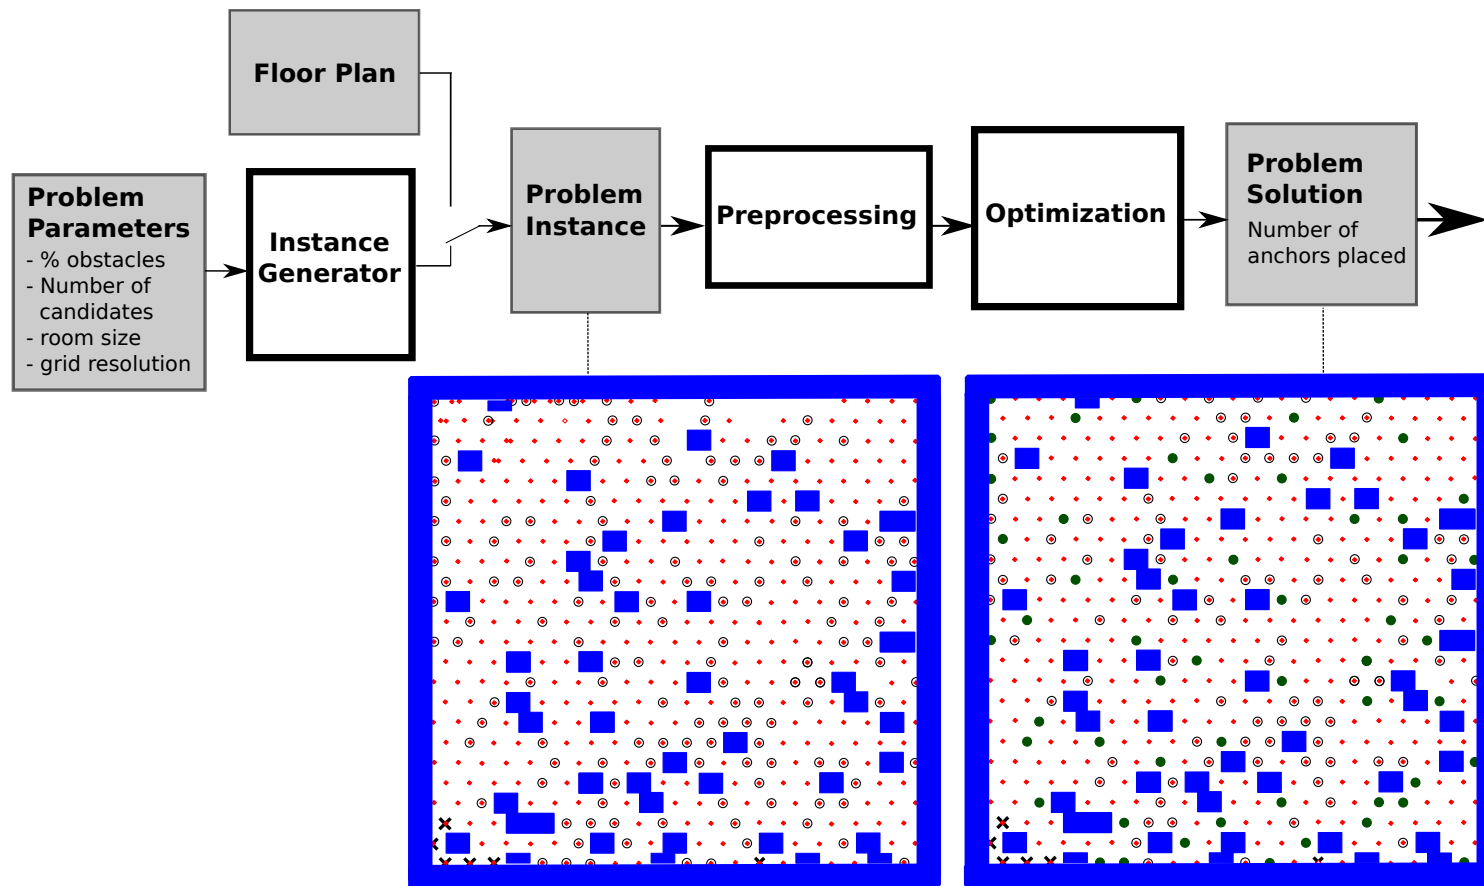 Floor Plan
Problem
Parameters
- % obstacles
- Number of
candidates
- room size
- grid resolution
Instance
Generator
Problem
Instance
Preprocessing
Optimization
Problem
Solution
Number of
anchors placed